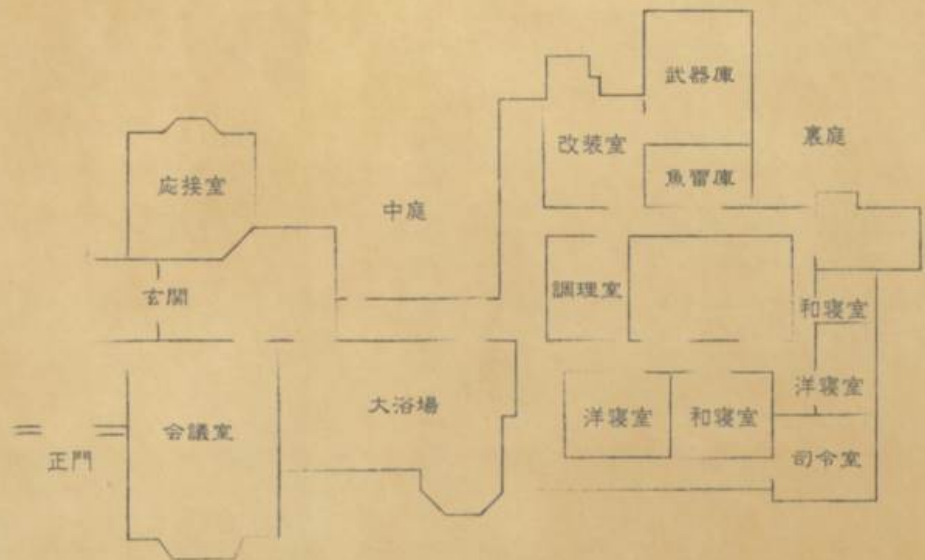 武器庫
改装室
裏庭
魚雷庫
応接室
中庭
調理室
玄関
和寝室
洋寝室
大浴場
会議室
洋寝室
和寝室
正門
司令室